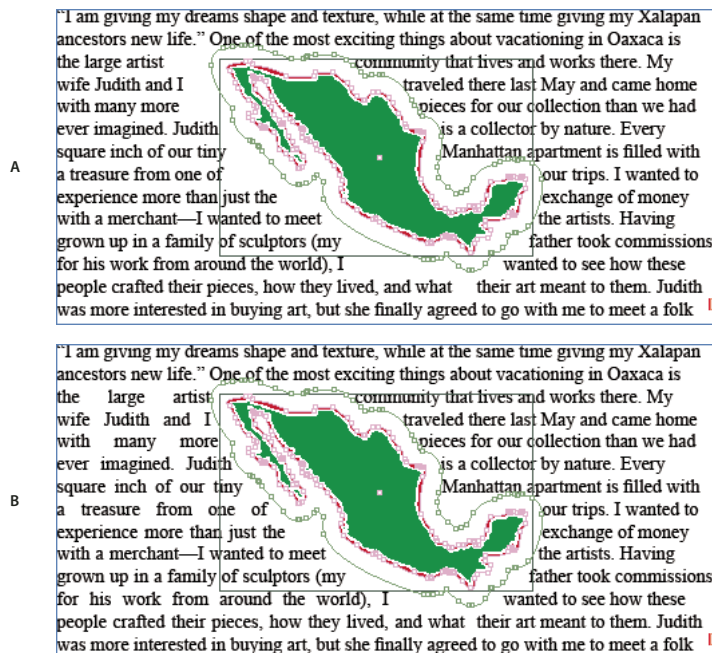 “I am giving my dreams shape and texture, while at the same time giving my Xalapan
ancestors new life.” One of the most exciting things about vacationing in Oaxaca is
the large artist community that lives and works there. My
wife Judith and I traveled there last May and came home
with many more pieces for our collection than we had
ever imagined. Judith is a collector by nature. Every
square inch of our tiny Manhattan apartment is filled with
A
a treasure from one of our trips. I wanted to
experience more than just the exchange of money
with a merchant—I wanted to meet the artists. Having
grown up in a family of sculptors (my father took commissions
for his work from around the world), I wanted to see how these
people crafted their pieces, how they lived, and what their art meant to them. Judith
was more interested in buying art, but she finally agreed to go with me to meet a folk
“I am giving my dreams shape and texture, while at the same time giving my Xalapan
ancestors new life.” One of the most exciting things about vacationing in Oaxaca is
the large artist community that lives and works there. My
wife Judith and I traveled there last May and came home
with many more pieces for our collection than we had
ever imagined. Judith is a collector by nature. Every
square inch of our tiny Manhattan apartment is filled with
B
a treasure from one of our trips. I wanted to
experience more than just the exchange of money
with a merchant—I wanted to meet the artists. Having
grown up in a family of sculptors (my father took commissions
for his work from around the world), I wanted to see how these
people crafted their pieces, how they lived, and what their art meant to them. Judith
was more interested in buying art, but she finally agreed to go with me to meet a folk